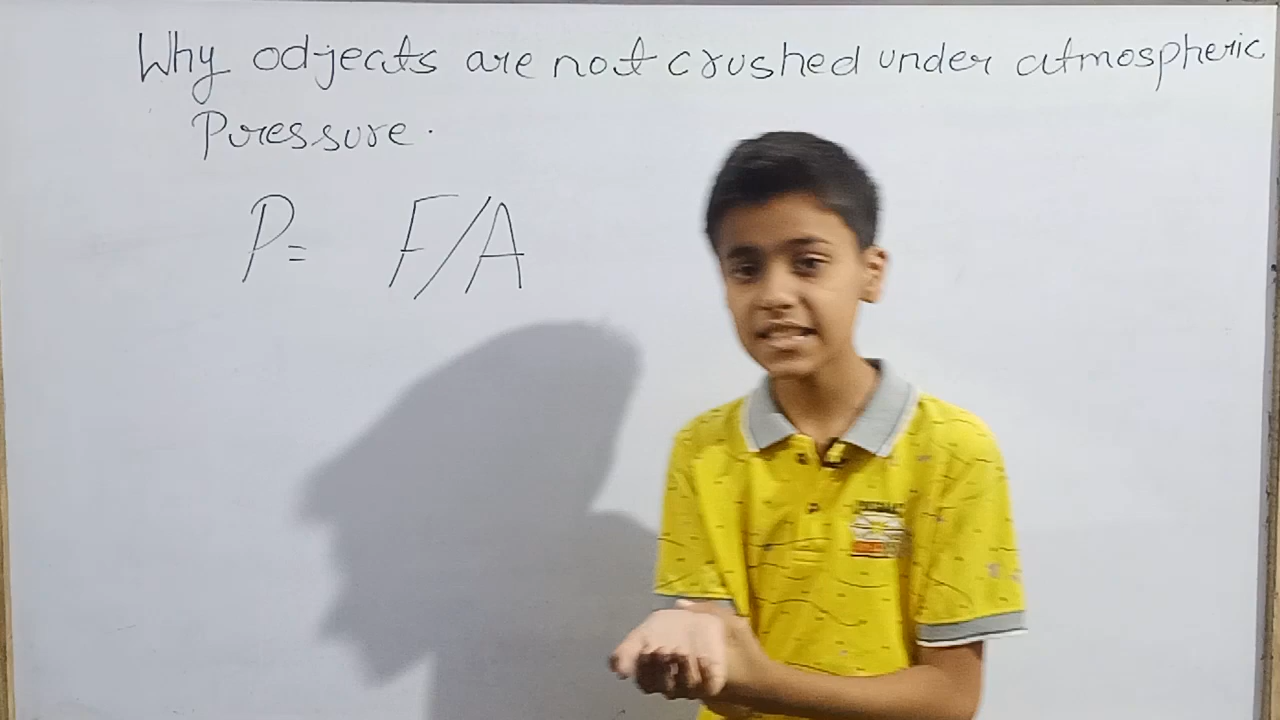 Why odjects are not crushed under atmospheric
Pressure.
P= F/A